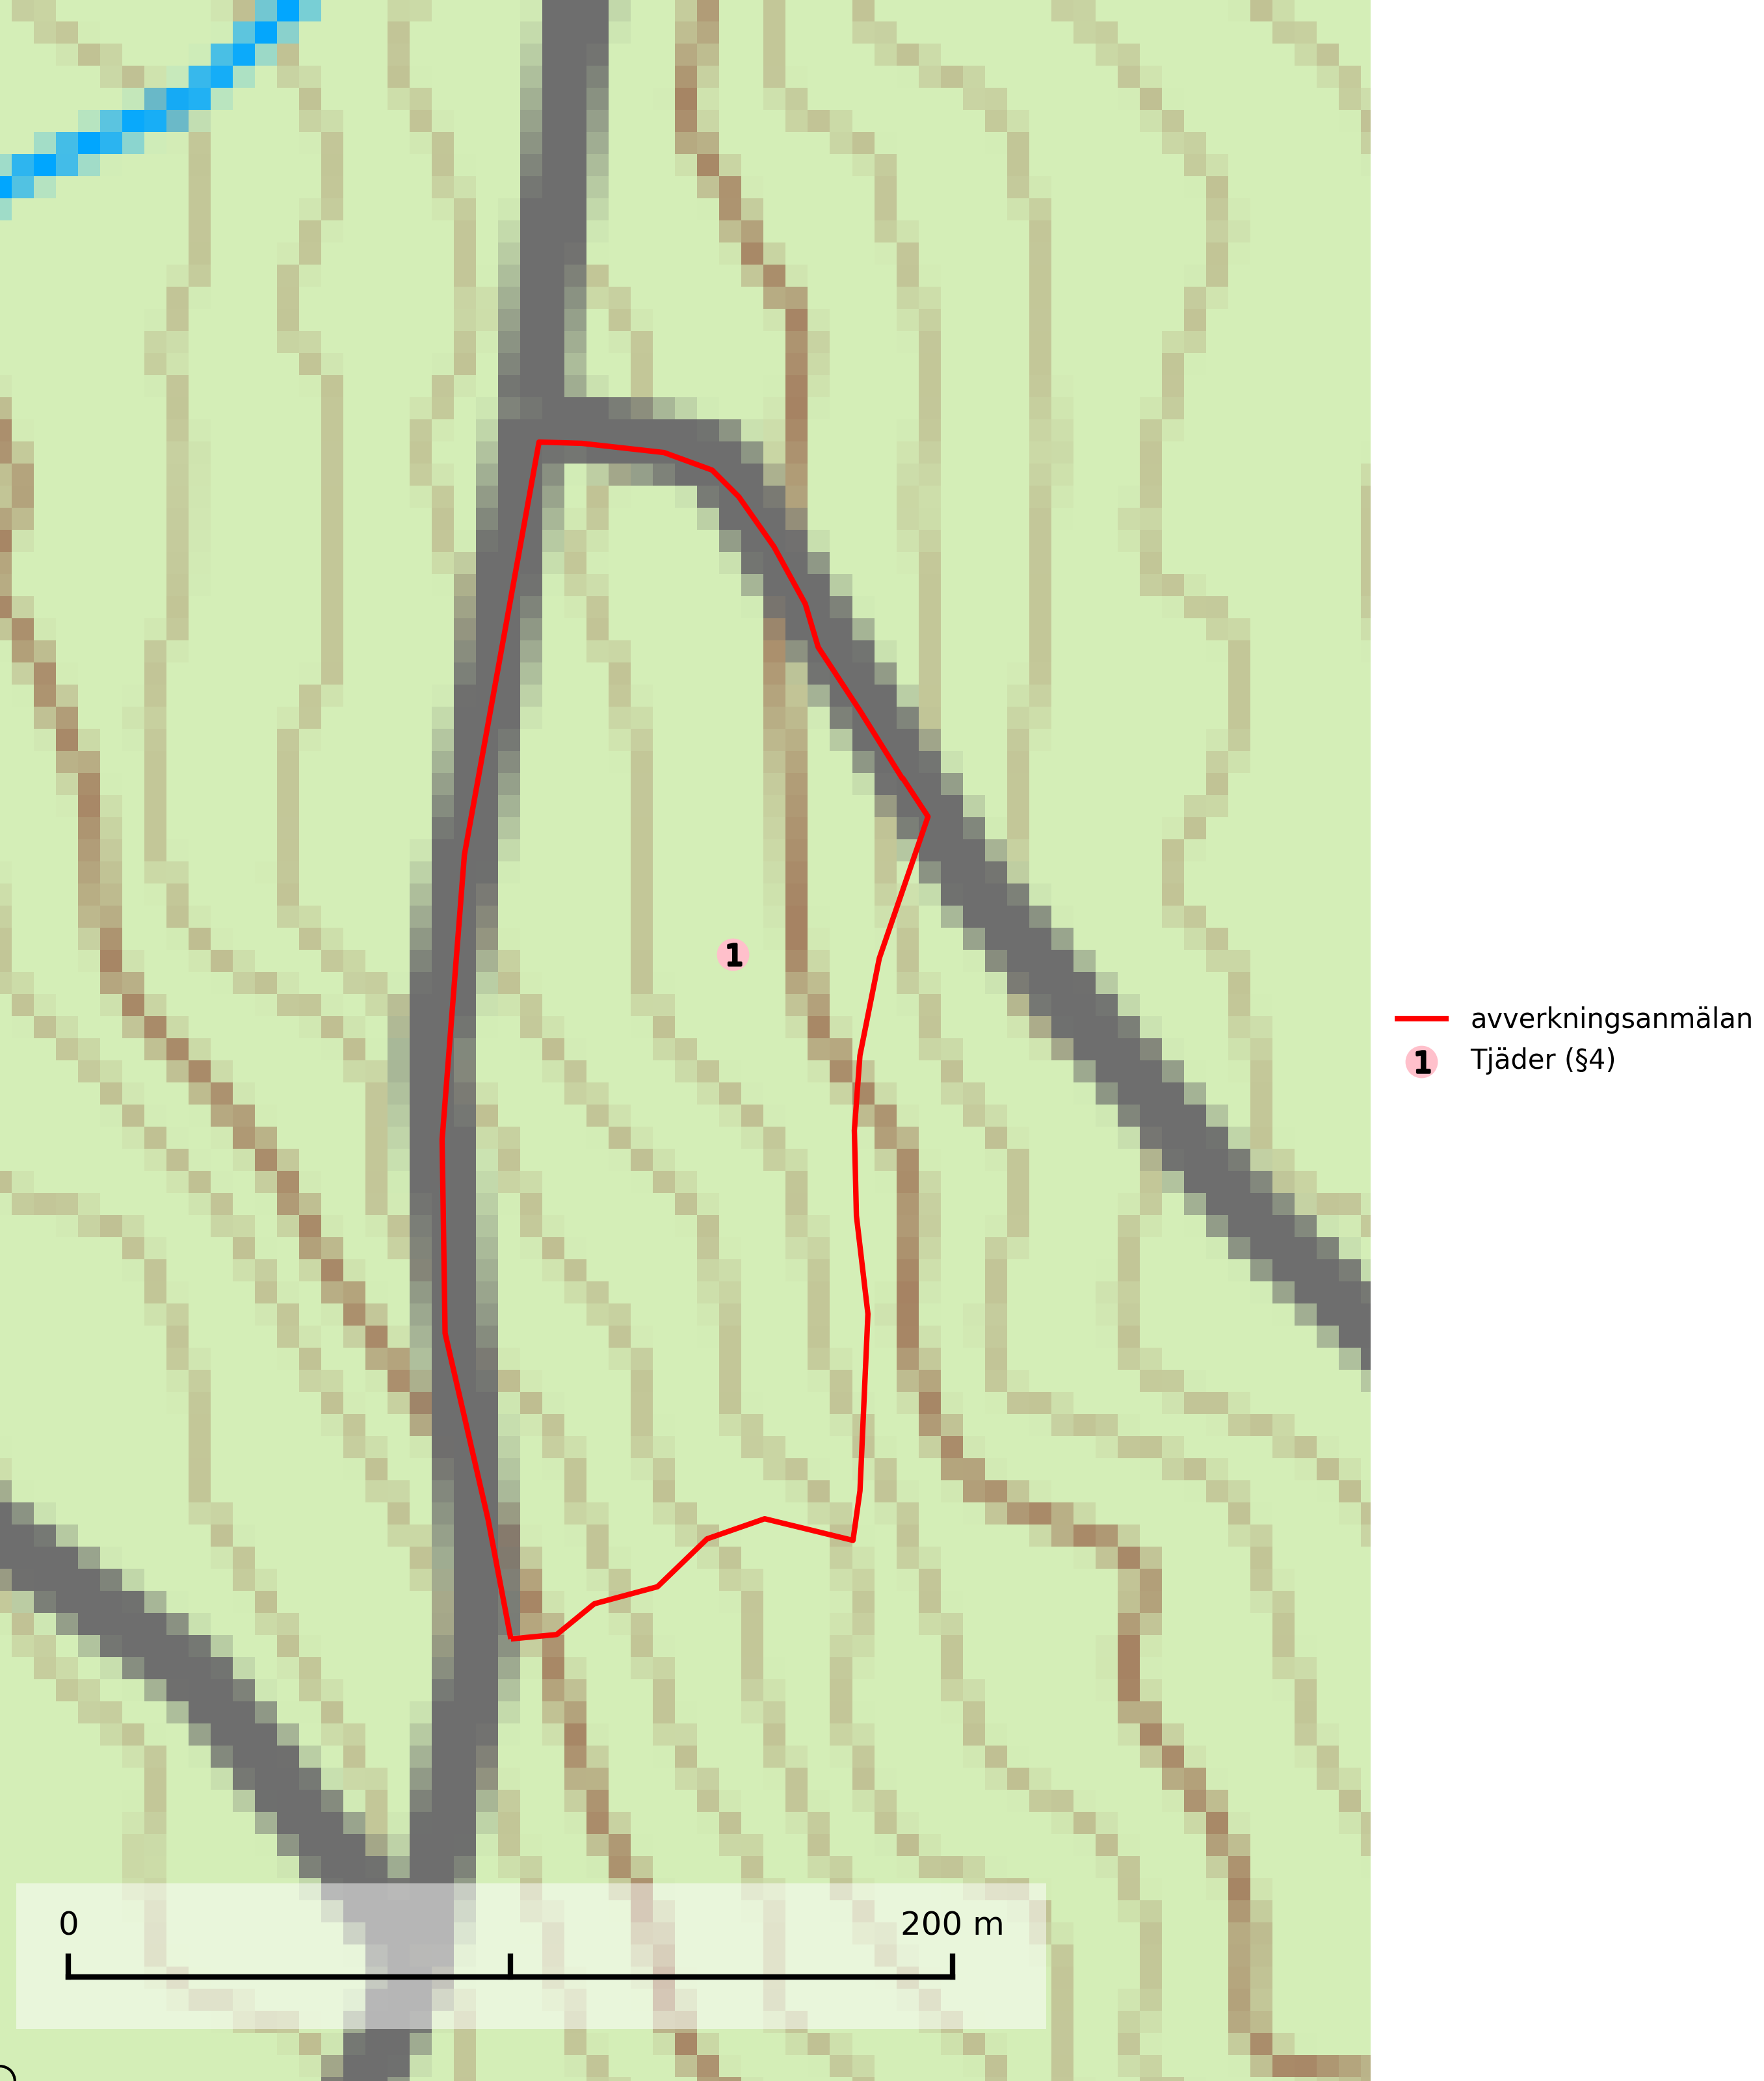 1
avverkningsanmälan
1 Tjäder (§4)
0 200 m